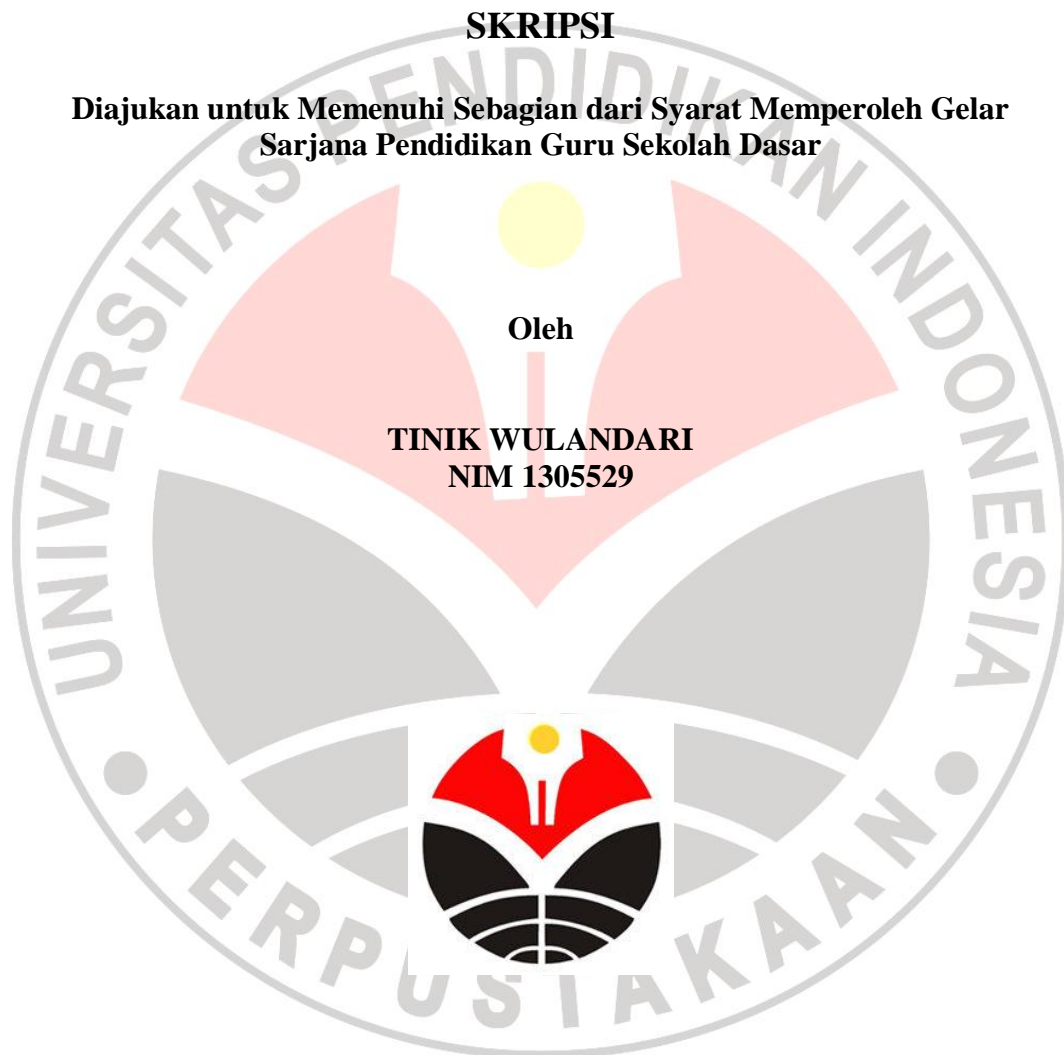 SKRIPSI
Diajukan untuk Memenuhi Sebagian dari Syarat Memperoleh Gelar
Sarjana Pendidikan Guru Sekolah Dasar
Oleh
TINIK WULANDARI
NIM 1305529
UNIVERSITAS PENDIDIKAN INDONESIA
PERPUSTAKAAN